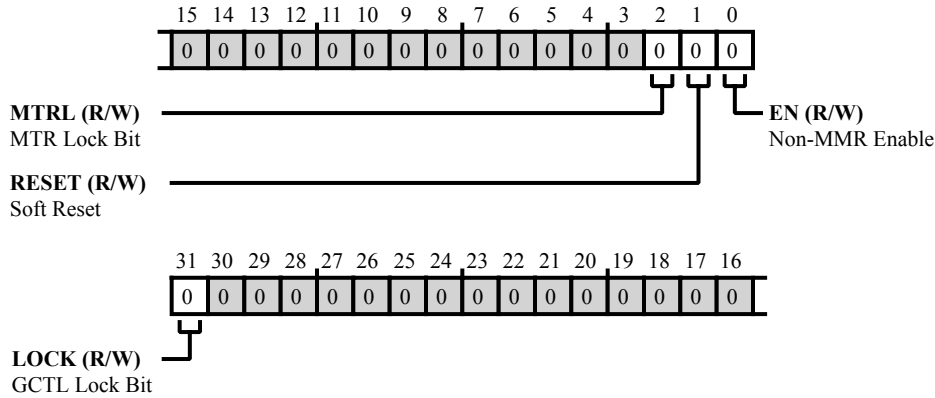 15 14 13 12 11 10 9 8 7 6 5 4 3 2 1 0
0 0 0 0 0 0 0 0 0 0 0 0 0 0 0 0
MTRL (R/W)
MTR Lock Bit
EN (R/W)
Non-MMR Enable
RESET (R/W)
Soft Reset
31 30 29 28 27 26 25 24 23 22 21 20 19 18 17 16
0 0 0 0 0 0 0 0 0 0 0 0 0 0 0 0
LOCK (R/W)
GCTL Lock Bit